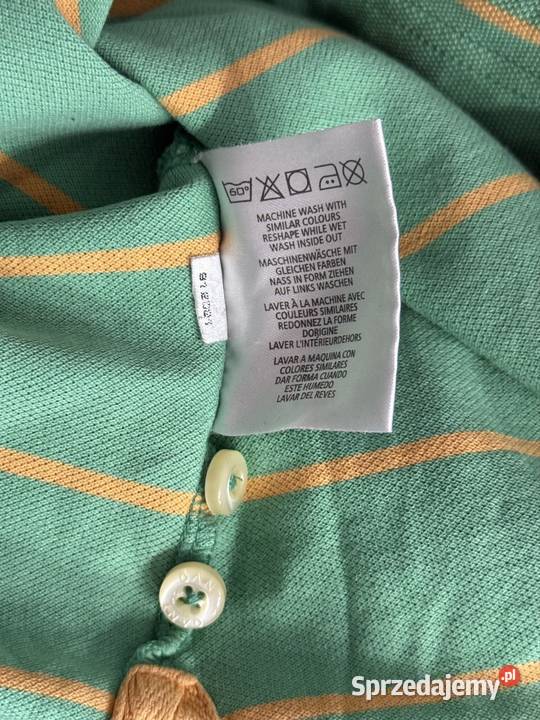 60°
MACHINE WASH WITH
SIMILAR COLOURS
RESHAPE WHILE WET
WASH INSIDE OUT
MASCHINENWÄSCHE MIT
GLEICHEN FARBEN
NASS IN FORM ZIEHEN
AUF LINKS WASCHEN
LAVER À LA MACHINE AVEC
COULEURS SIMILAIRES
REDONNEZ LA FORME
DORIGINE
LAVER L'INTÉRIEURDEHORS
LAVAR A MAQUINA CON
COLORES SIMILARES
DAR FORMA CUANDO
ESTE HUMEDO
LAVAR DEL REVES
Sprzedajemy.pl